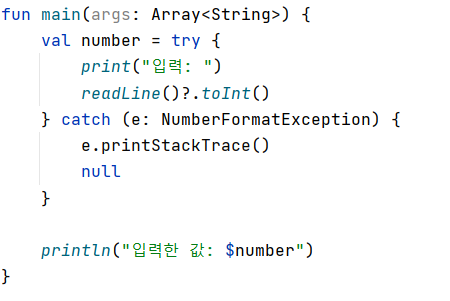 fun main(args: Array<String>) {
    val number = try {
        print("입력: ")
        readLine()?.toInt()
    } catch (e: NumberFormatException) {
        e.printStackTrace()
        null
    }

    println("입력한 값: $number")
}